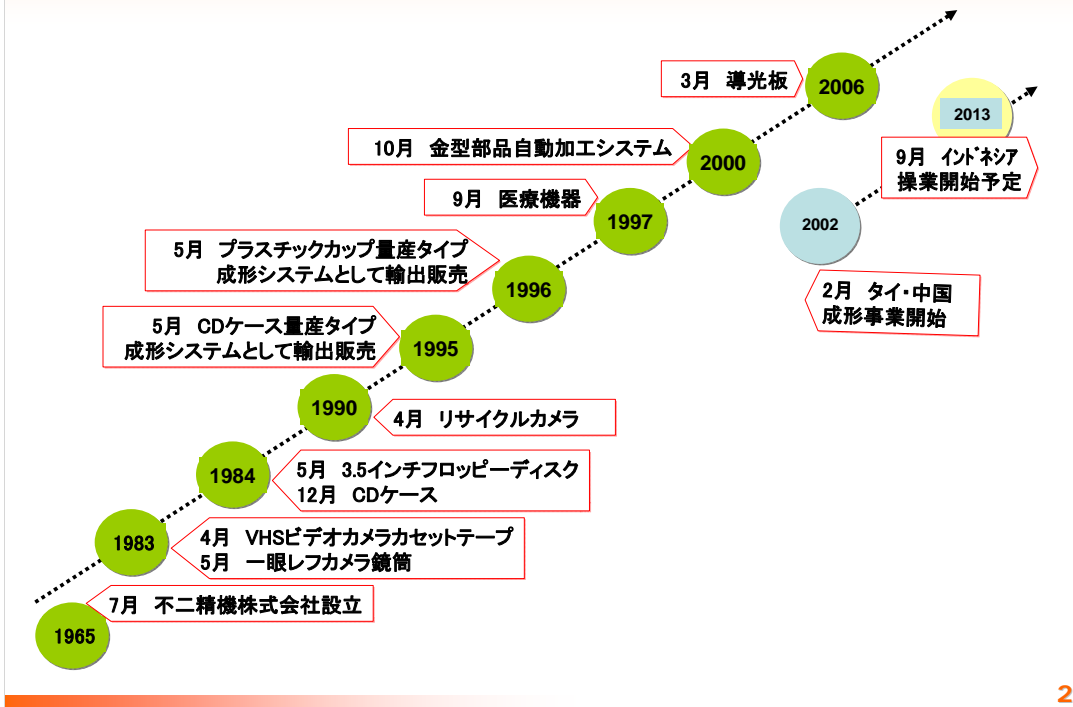 2006
3月　導光板
2013
9月　インドネシア
操業開始予定
2000
10月　金型部品自動加工システム
2002
2月　タイ・中国
成形事業開始
1997
9月　医療機器
1996
5月　プラスチックカップ量産タイプ
成形システムとして輸出販売
1995
5月　CDケース量産タイプ
成形システムとして輸出販売
1990
4月　リサイクルカメラ
1984
5月　3.5インチフロッピーディスク
12月　CDケース
1983
4月　VHSビデオカメラカセットテープ
5月　一眼レフカメラ鏡筒
1965
7月　不二精機株式会社設立
2